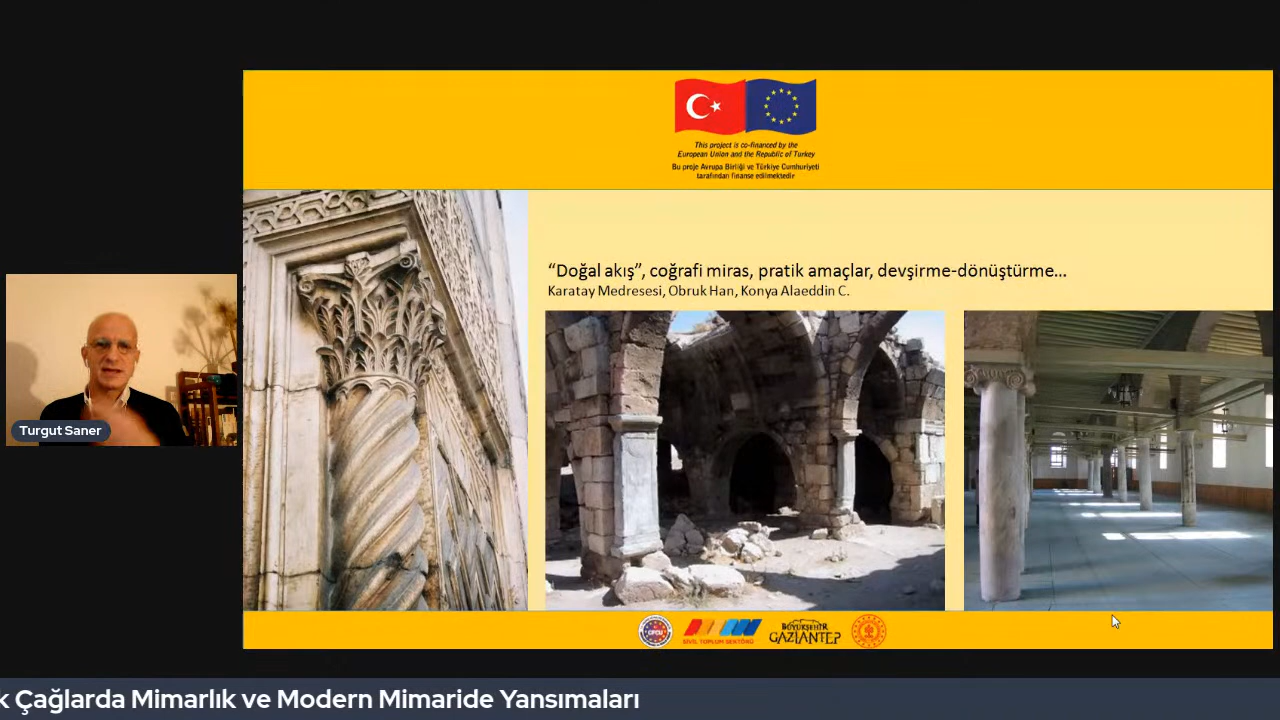 This project is co-financed by the
European Union and the Republic of Turkey
Bu proje Avrupa Birliği ve Türkiye Cumhuriyeti
tarafından finanse edilmektedir
“Doğal akış”, coğrafi miras, pratik amaçlar, devşirme-dönüştürme...
Karatay Medresesi, Obruk Han, Konya Alaeddin C.
Turgut Saner
CFCU
SİVİL TOPLUM SEKTÖRÜ
BÜYÜKŞEHİR
GAZİANTEP
k Çağlarda Mimarlık ve Modern Mimaride Yansımaları